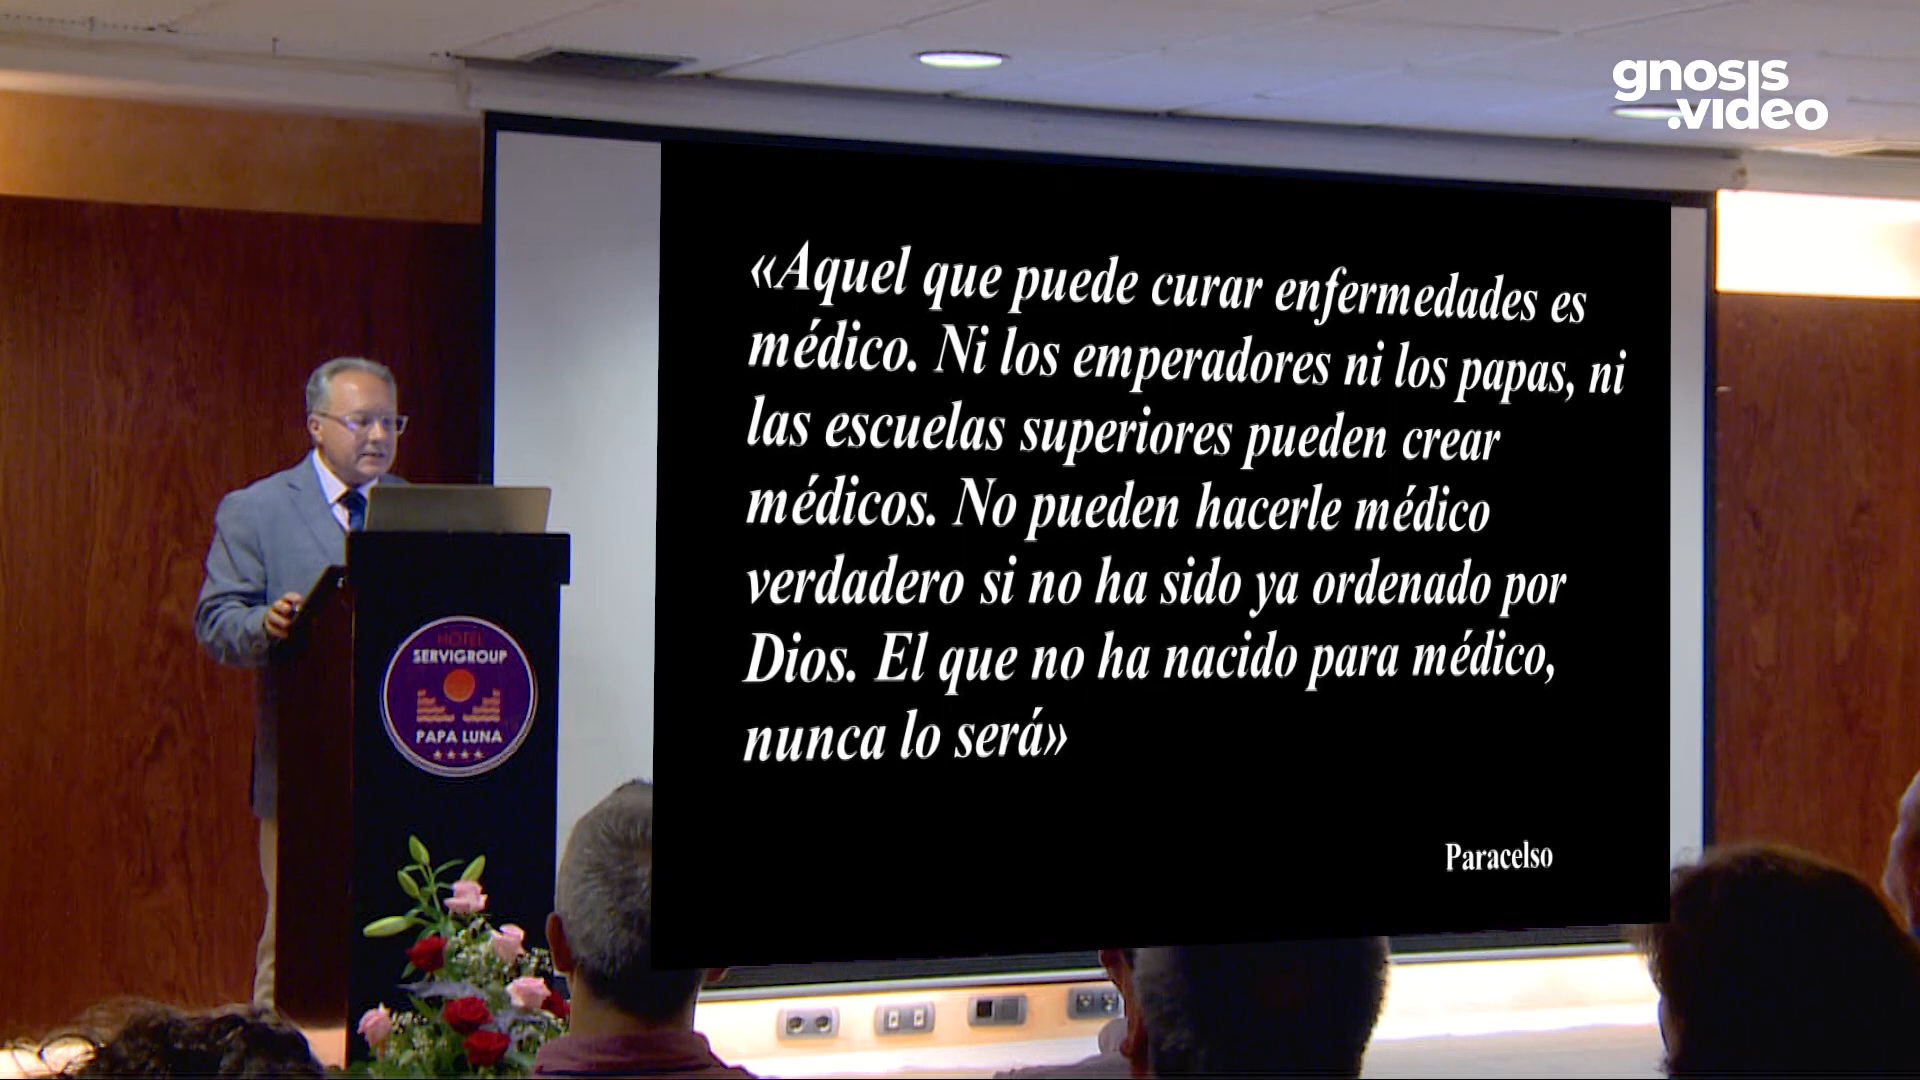 gnosis
.video
«Aquel que puede curar enfermedades es
médico. Ni los emperadores ni los papas, ni
las escuelas superiores pueden crear
médicos. No pueden hacerle médico
verdadero si no ha sido ya ordenado por
Dios. El que no ha nacido para médico,
nunca lo será»
Paracelso
HOTEL
SERVIGROUP
PAPA LUNA